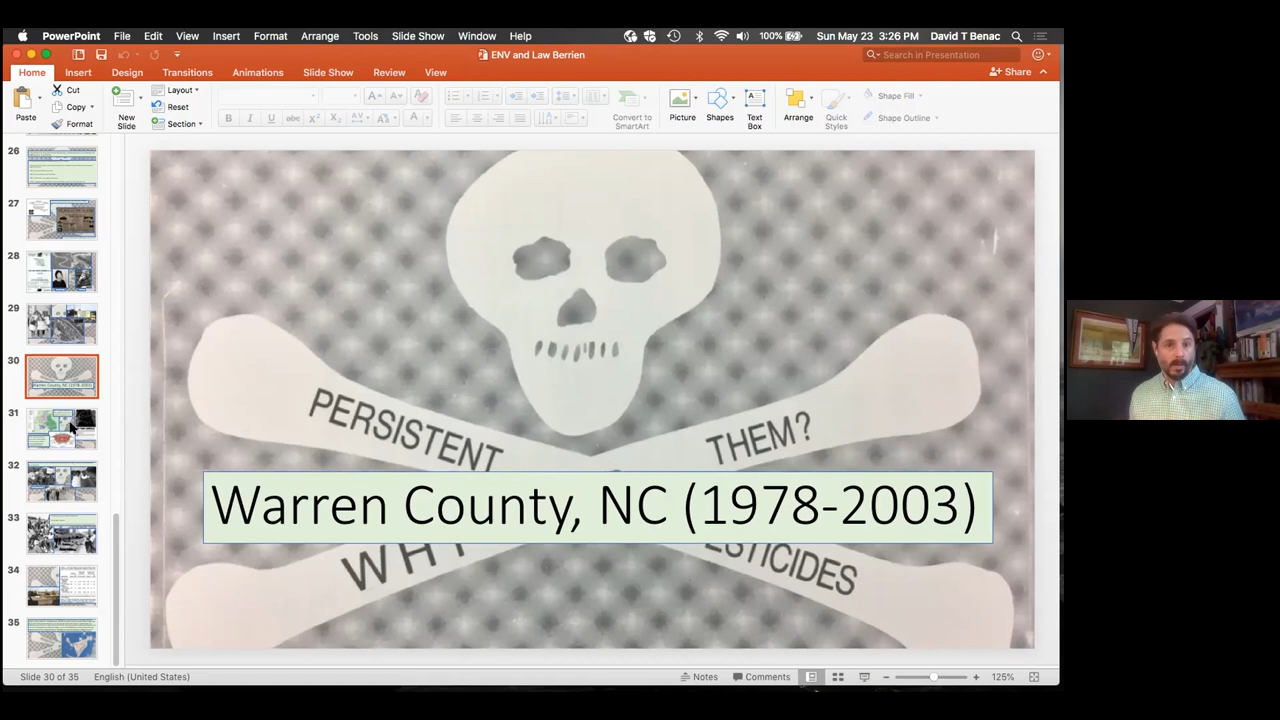 PowerPoint File Edit View Insert Format Arrange Tools Slide Show Window Help 100% Sun May 23 3:26 PM David T Benac
ENV and Law Berrien Search in Presentation
Home Insert Design Transitions Animations Slide Show Review View Share
Paste Cut Copy Format New Slide Layout Reset Section Convert to SmartArt Picture Shapes Text Box Arrange Quick Styles Shape Fill Shape Outline
26
27
28
29
30
31
32
33
34
35
PERSISTENT THEM?
Warren County, NC (1978-2003)
WHY
PESTICIDES
Slide 30 of 35 English (United States) Notes Comments 125%